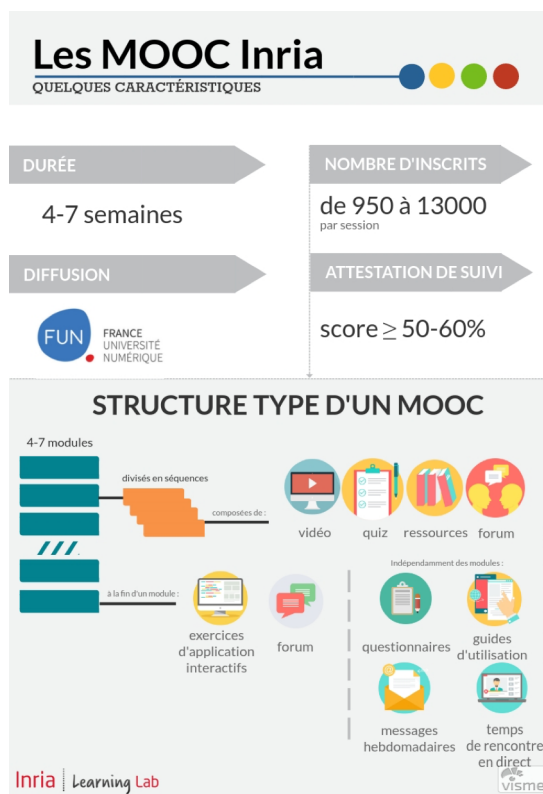 Les MOOC Inria
QUELQUES CARACTÉRISTIQUES
DURÉE
4-7 semaines
NOMBRE D'INSCRITS
de 950 à 13000
par session
DIFFUSION
FUN
FRANCE
UNIVERSITÉ
NUMÉRIQUE
ATTESTATION DE SUIVI
score ≥ 50-60%
STRUCTURE TYPE D'UN MOOC
4-7 modules
divisés en séquences
composées de :
vidéo
quiz
ressources
forum
à la fin d'un module :
exercices
d'application
interactifs
forum
Indépendamment des modules :
questionnaires
guides
d'utilisation
messages
hebdomadaires
temps
de rencontre
en direct
Inria
Learning Lab
visme